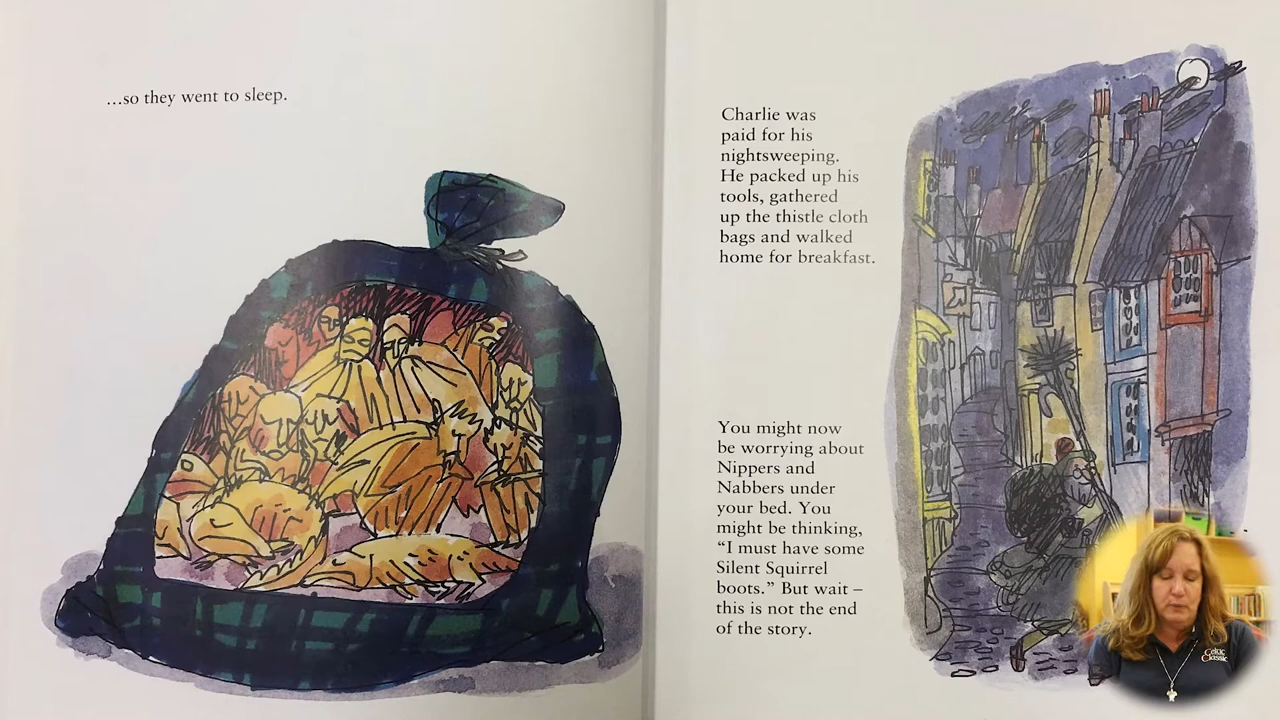 …so they went to sleep.
Charlie was
paid for his
nightsweeping.
He packed up his
tools, gathered
up the thistle cloth
bags and walked
home for breakfast.
You might now
be worrying about
Nippers and
Nabbers under
your bed. You
might be thinking,
“I must have some
Silent Squirrel
boots.” But wait –
this is not the end
of the story.
Celtic
Classic